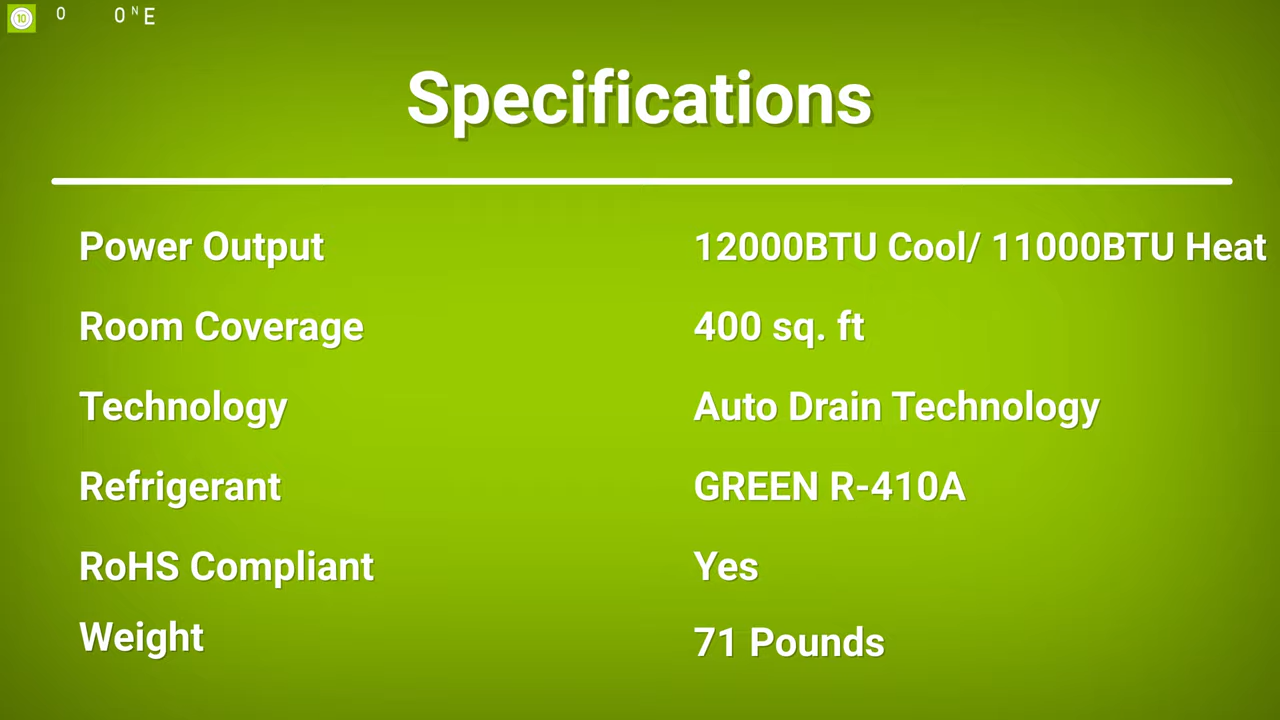 10
Specifications
Power Output 12000BTU Cool/ 11000BTU Heat
Room Coverage 400 sq. ft
Technology Auto Drain Technology
Refrigerant GREEN R-410A
RoHS Compliant Yes
Weight 71 Pounds